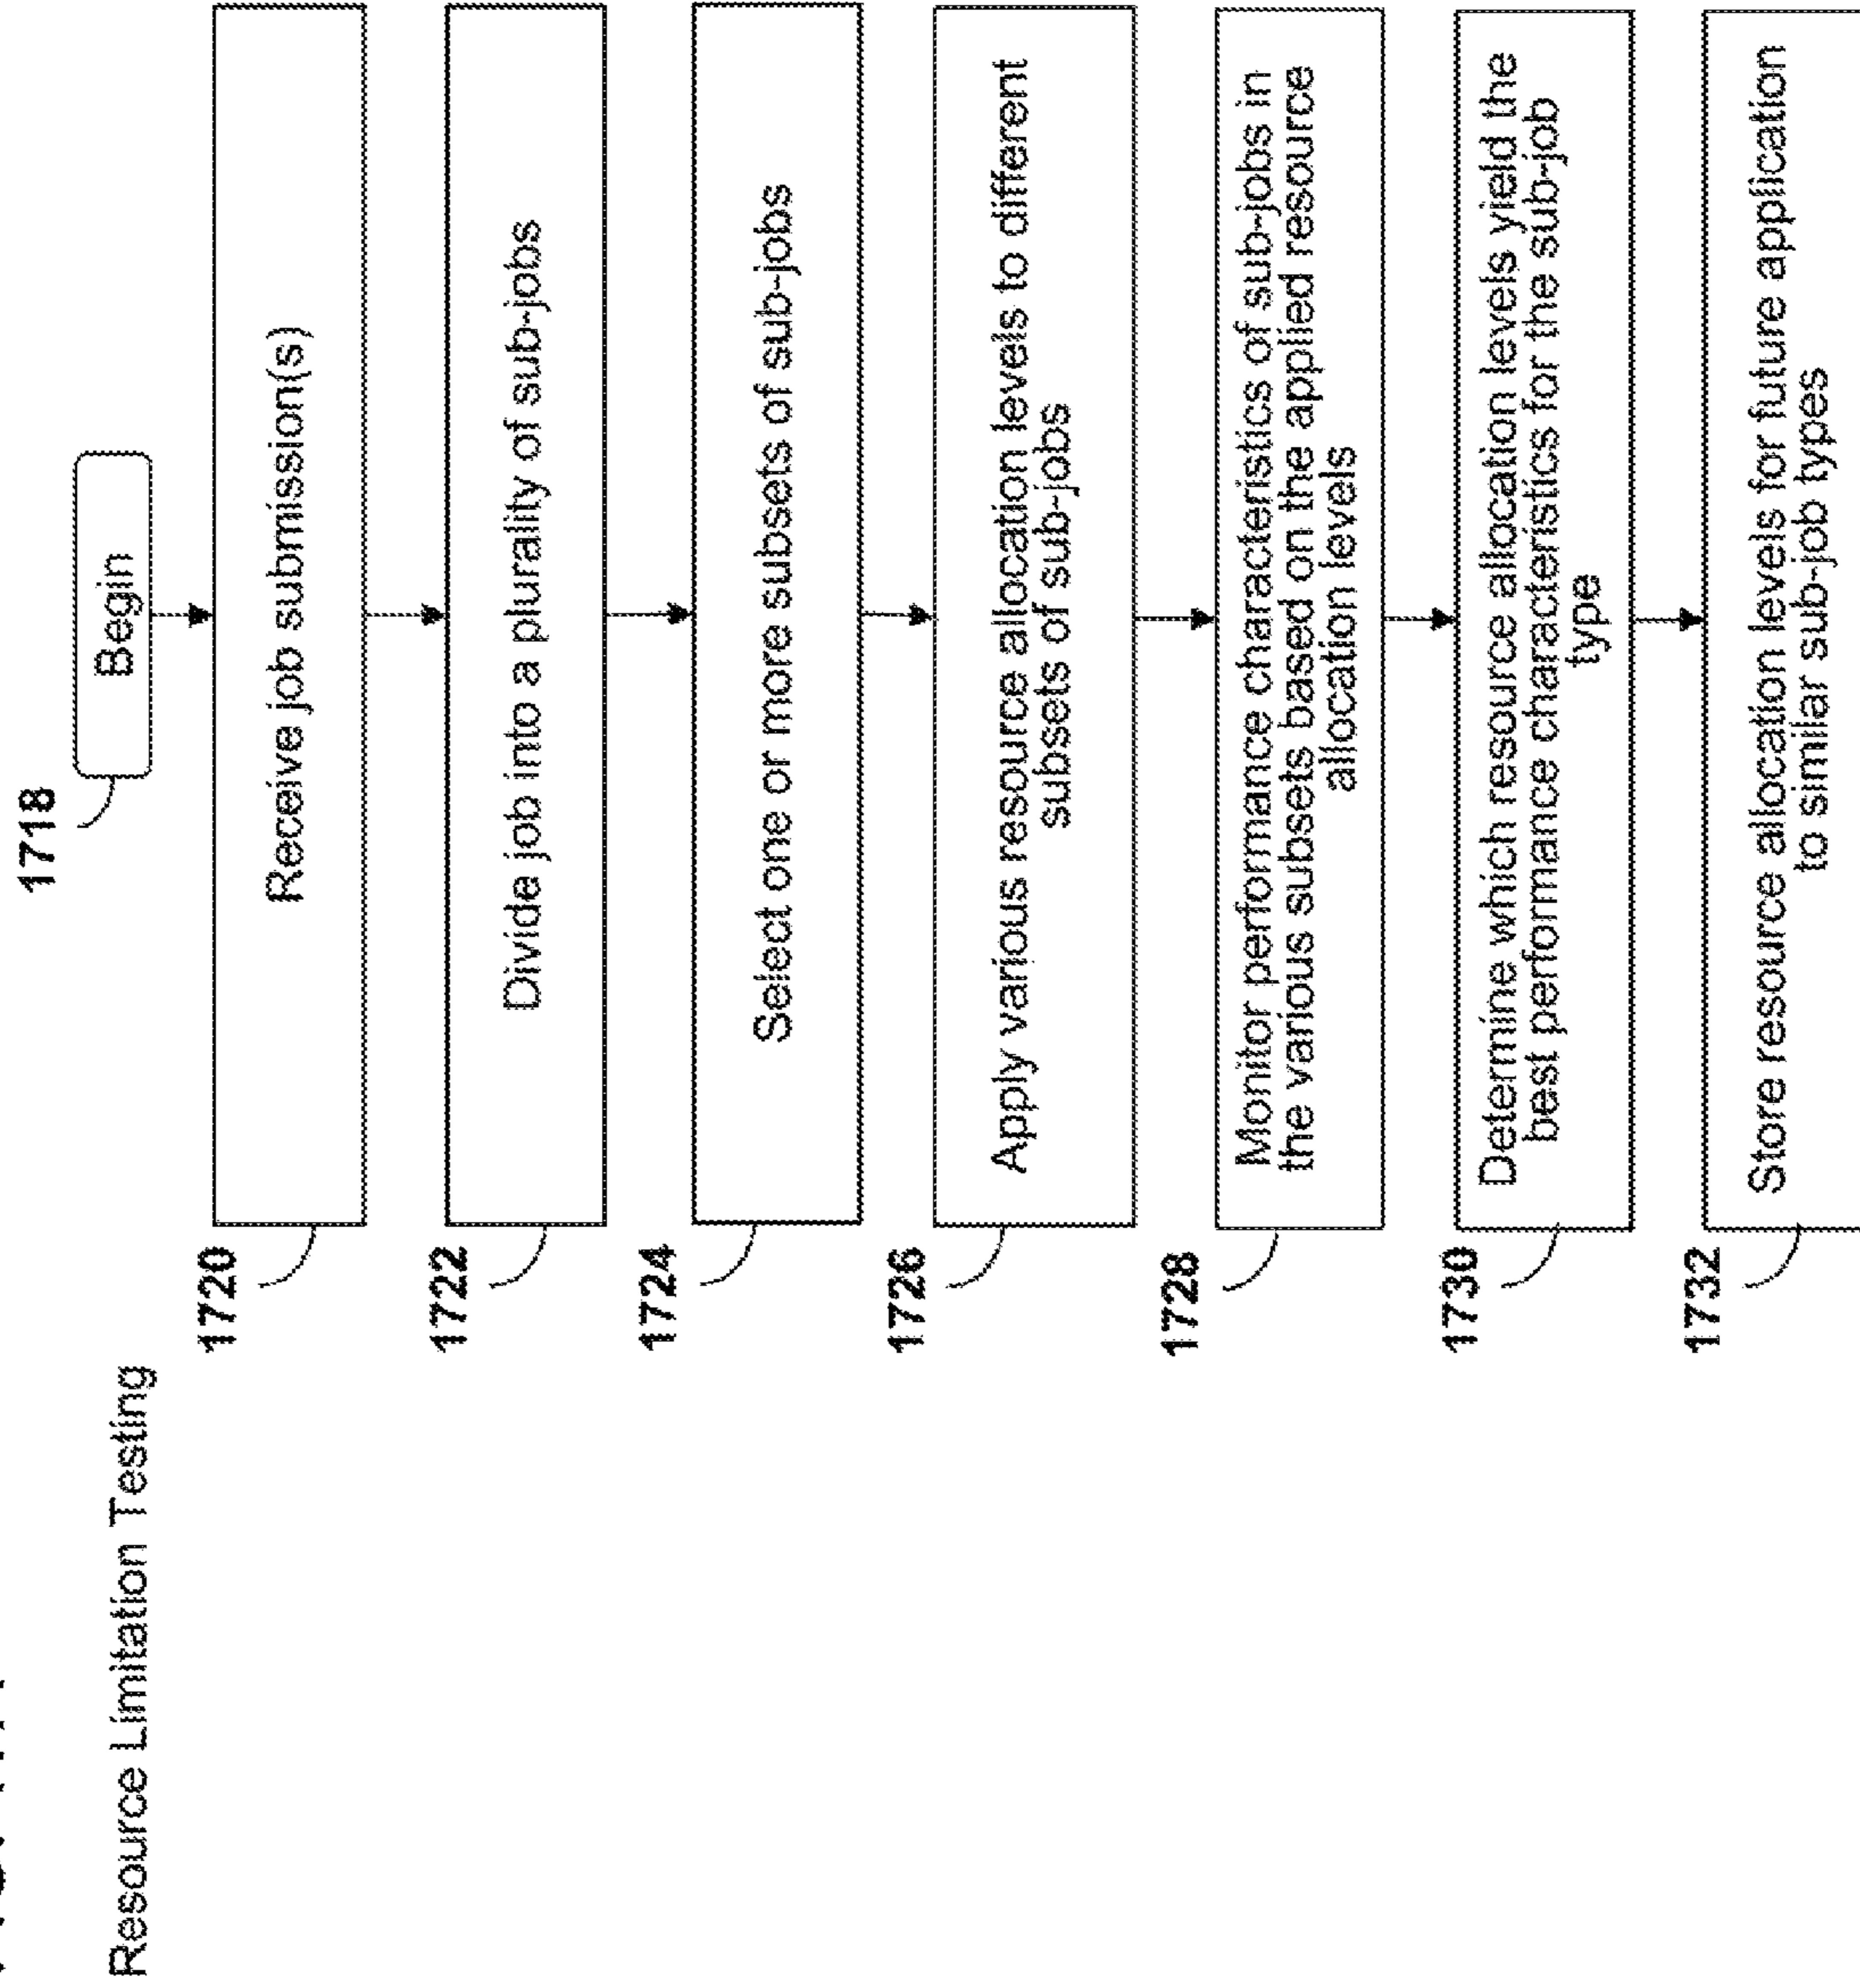 Resource Limitation Testing
1718
Begin
1720
Receive job submission(s)
1722
Divide job into a plurality of sub-jobs
1724
Select one or more subsets of sub-jobs
1726
Apply various resource allocation levels to different
subsets of sub-jobs
1728
Monitor performance characteristics of sub-jobs in
the various subsets based on the applied resource
allocation levels
1730
Determine which resource allocation levels yield the
best performance characteristics for the sub-job
type
1732
Store resource allocation levels for future application
to similar sub-job types